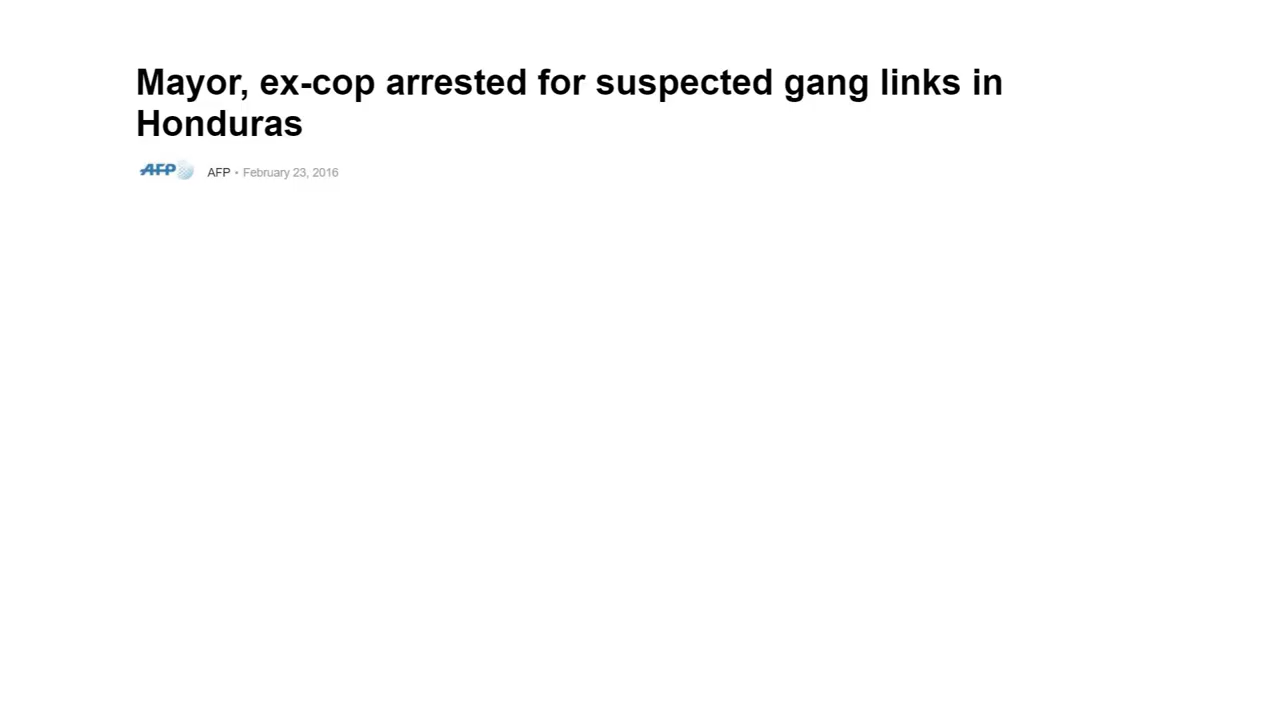 Mayor, ex-cop arrested for suspected gang links in
Honduras
AFP AFP • February 23, 2016